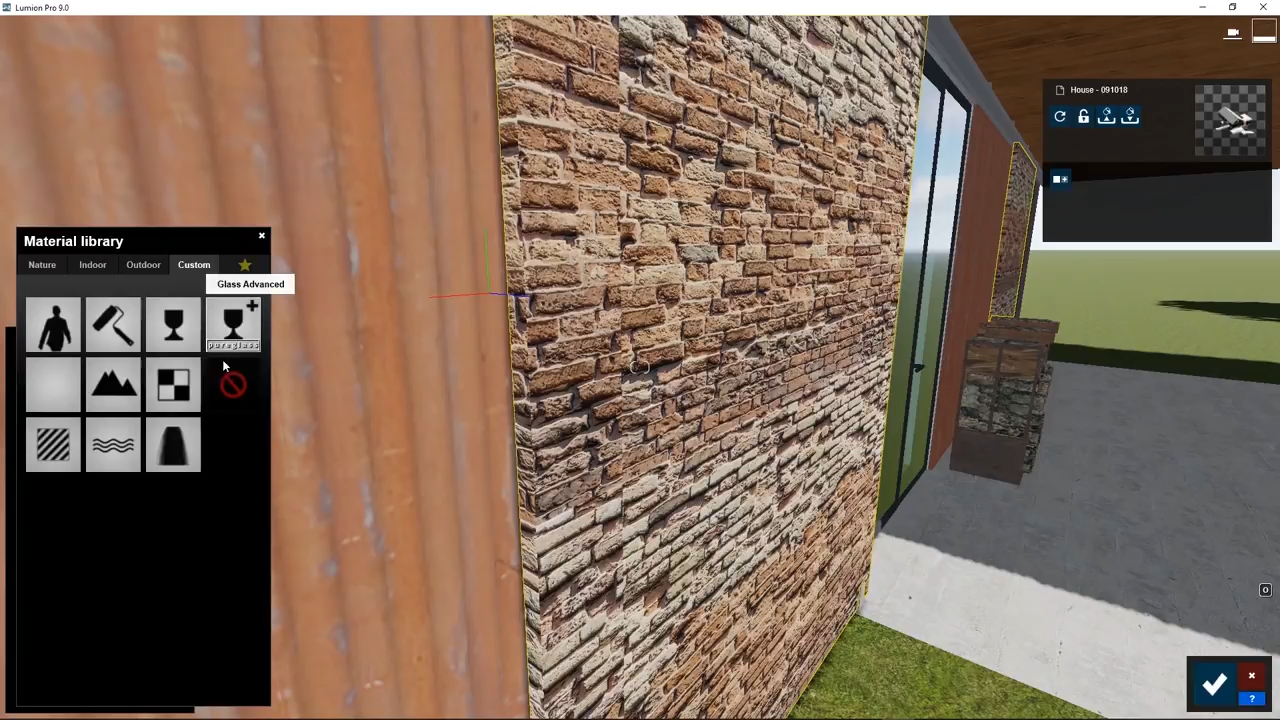 Lumion Pro 9.0
House - 091018
Material library
Nature
Indoor
Outdoor
Custom
Glass Advanced
pureglass
O
?